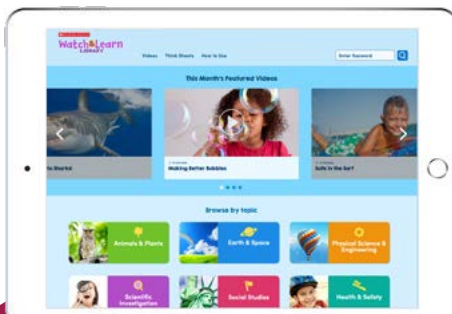 SCHOLASTIC
Watch&Learn
LIBRARY
Videos Think Sheets How to Use
Enter Keyword
This Month's Featured Videos
to Sharks!
Making Better Bubbles
Safe in the Surf
Browse by topic
Animals & Plants
Earth & Space
Physical Science &
Engineering
Scientific
Investigation
Social Studies
Health & Safety